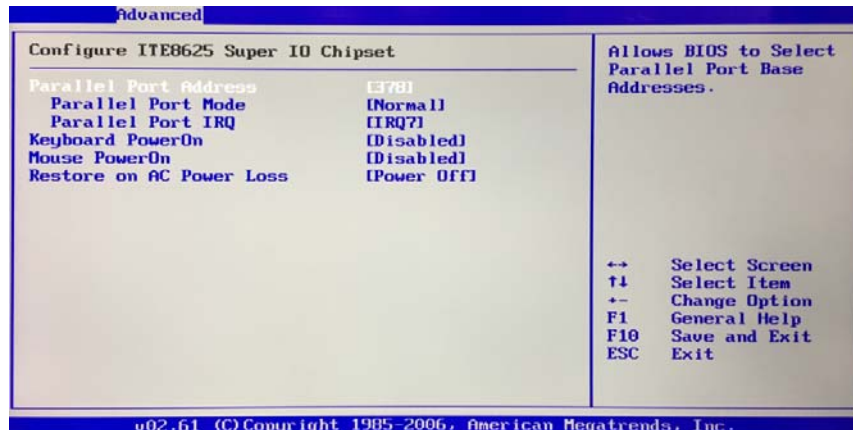 Advanced
Configure ITE8625 Super IO Chipset
Parallel Port Address [378]
Parallel Port Mode [Normal]
Parallel Port IRQ [IRQ7]
Keyboard PowerOn [Disabled]
Mouse PowerOn [Disabled]
Restore on AC Power Loss [Power Off]
Allows BIOS to Select
Parallel Port Base
Addresses.
↔ Select Screen
↑↓ Select Item
+- Change Option
F1 General Help
F10 Save and Exit
ESC Exit
v02.61 (C)Copyright 1985-2006, American Megatrends, Inc.